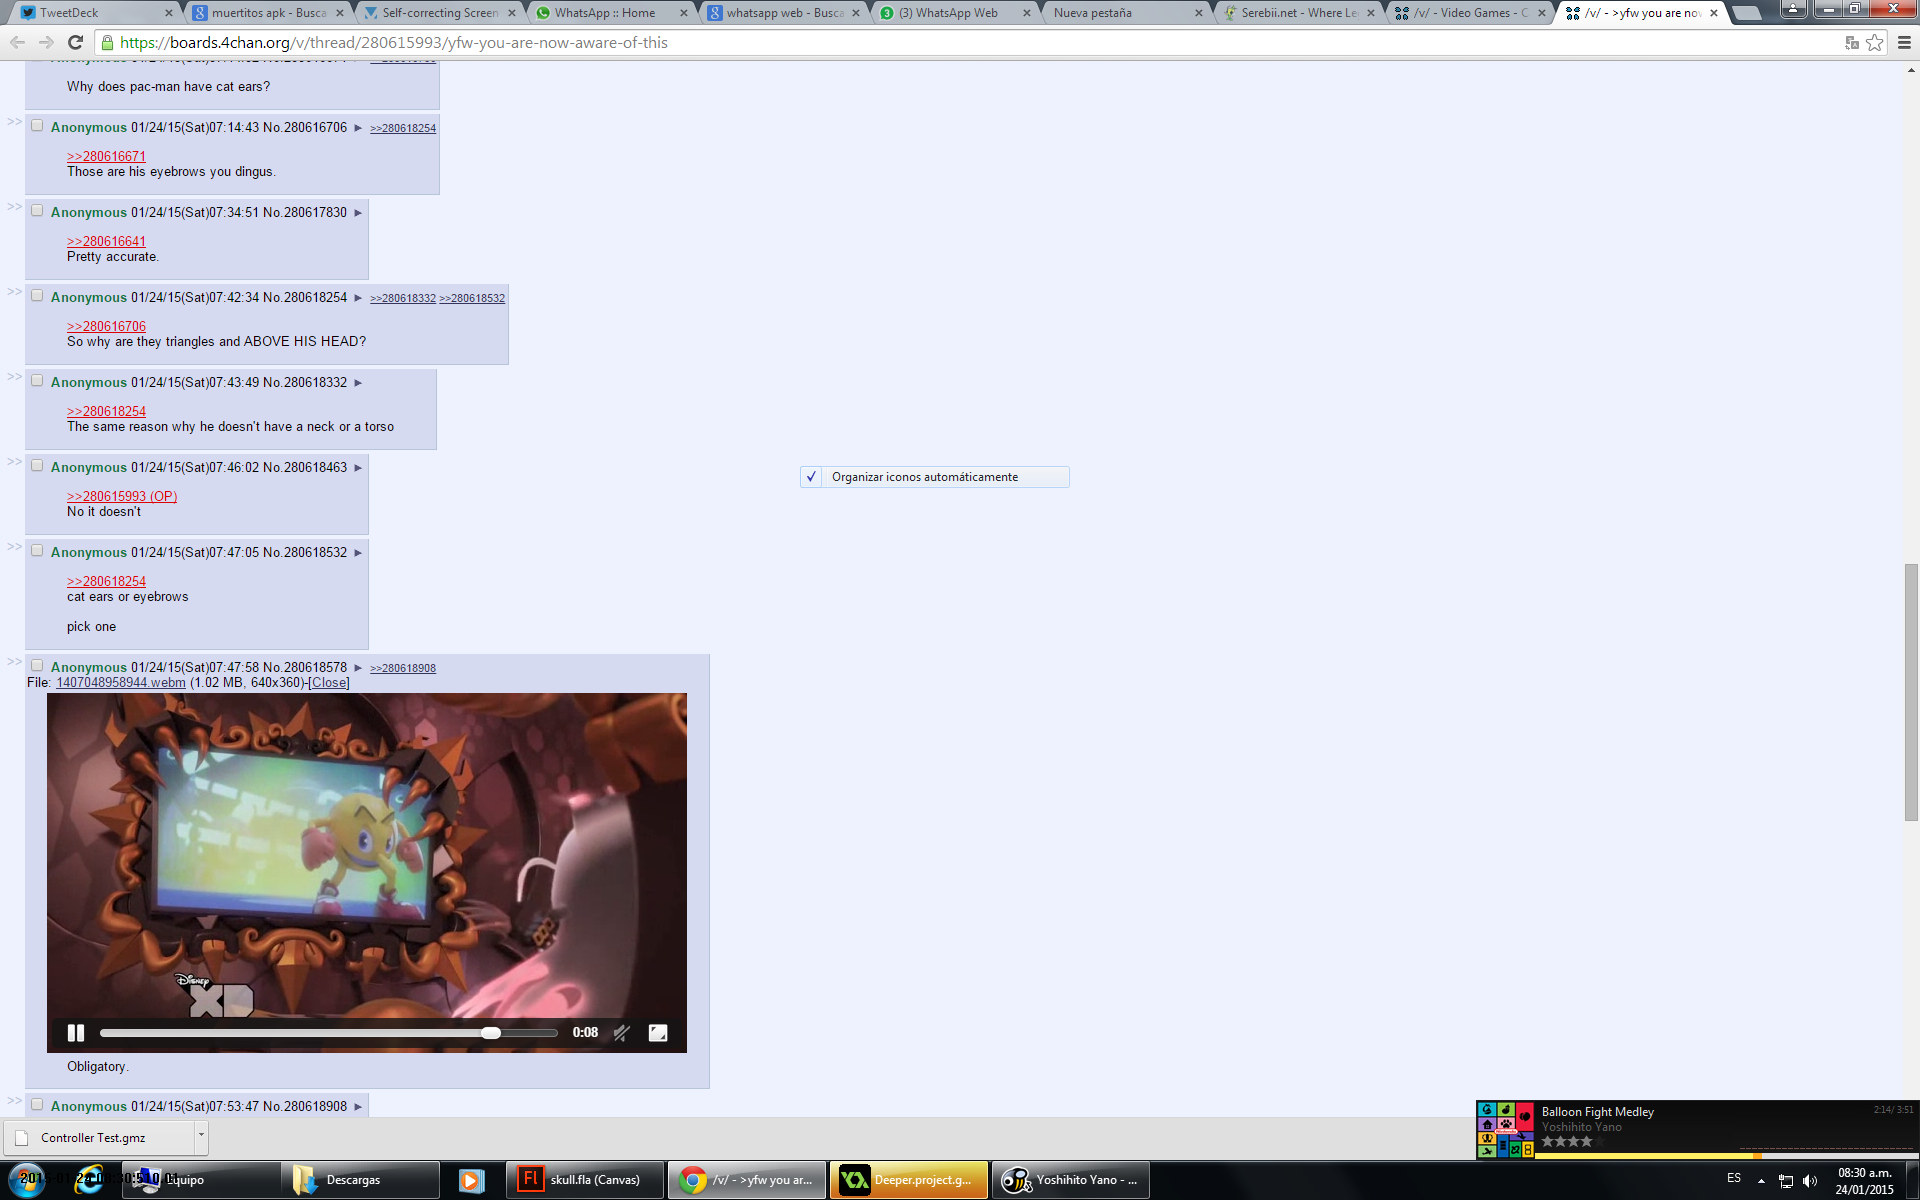 TweetDeck
muertitos apk - Busca
Self-correcting Screen
WhatsApp :: Home
whatsapp web - Busca
(3) WhatsApp Web
Nueva pestaña
Serebii.net - Where Le
/v/ - Video Games - C
/v/ - >yfw you are now
https://boards.4chan.org/v/thread/280615993/yfw-you-are-now-aware-of-this
Why does pac-man have cat ears?
>> Anonymous 01/24/15(Sat)07:14:43 No.280616706 ▶ >>280618254
>>280616671
Those are his eyebrows you dingus.
>> Anonymous 01/24/15(Sat)07:34:51 No.280617830 ▶
>>280616641
Pretty accurate.
>> Anonymous 01/24/15(Sat)07:42:34 No.280618254 ▶ >>280618332 >>280618532
>>280616706
So why are they triangles and ABOVE HIS HEAD?
>> Anonymous 01/24/15(Sat)07:43:49 No.280618332 ▶
>>280618254
The same reason why he doesn't have a neck or a torso
>> Anonymous 01/24/15(Sat)07:46:02 No.280618463 ▶
>>280615993 (OP)
No it doesn't
Organizar iconos automáticamente
>> Anonymous 01/24/15(Sat)07:47:05 No.280618532 ▶
>>280618254
cat ears or eyebrows
pick one
>> Anonymous 01/24/15(Sat)07:47:58 No.280618578 ▶ >>280618908
File: 1407048958944.webm (1.02 MB, 640x360)-[Close]
Disney
XD
0:08
Obligatory.
>> Anonymous 01/24/15(Sat)07:53:47 No.280618908 ▶
Controller Test.gmz
Balloon Fight Medley
2:14/ 3:51
Yoshihito Yano
Equipo
Descargas
Fl
skull.fla (Canvas)
/v/ - >yfw you ar...
Deeper.project.g...
Yoshihito Yano - ...
ES
08:30 a.m.
24/01/2015